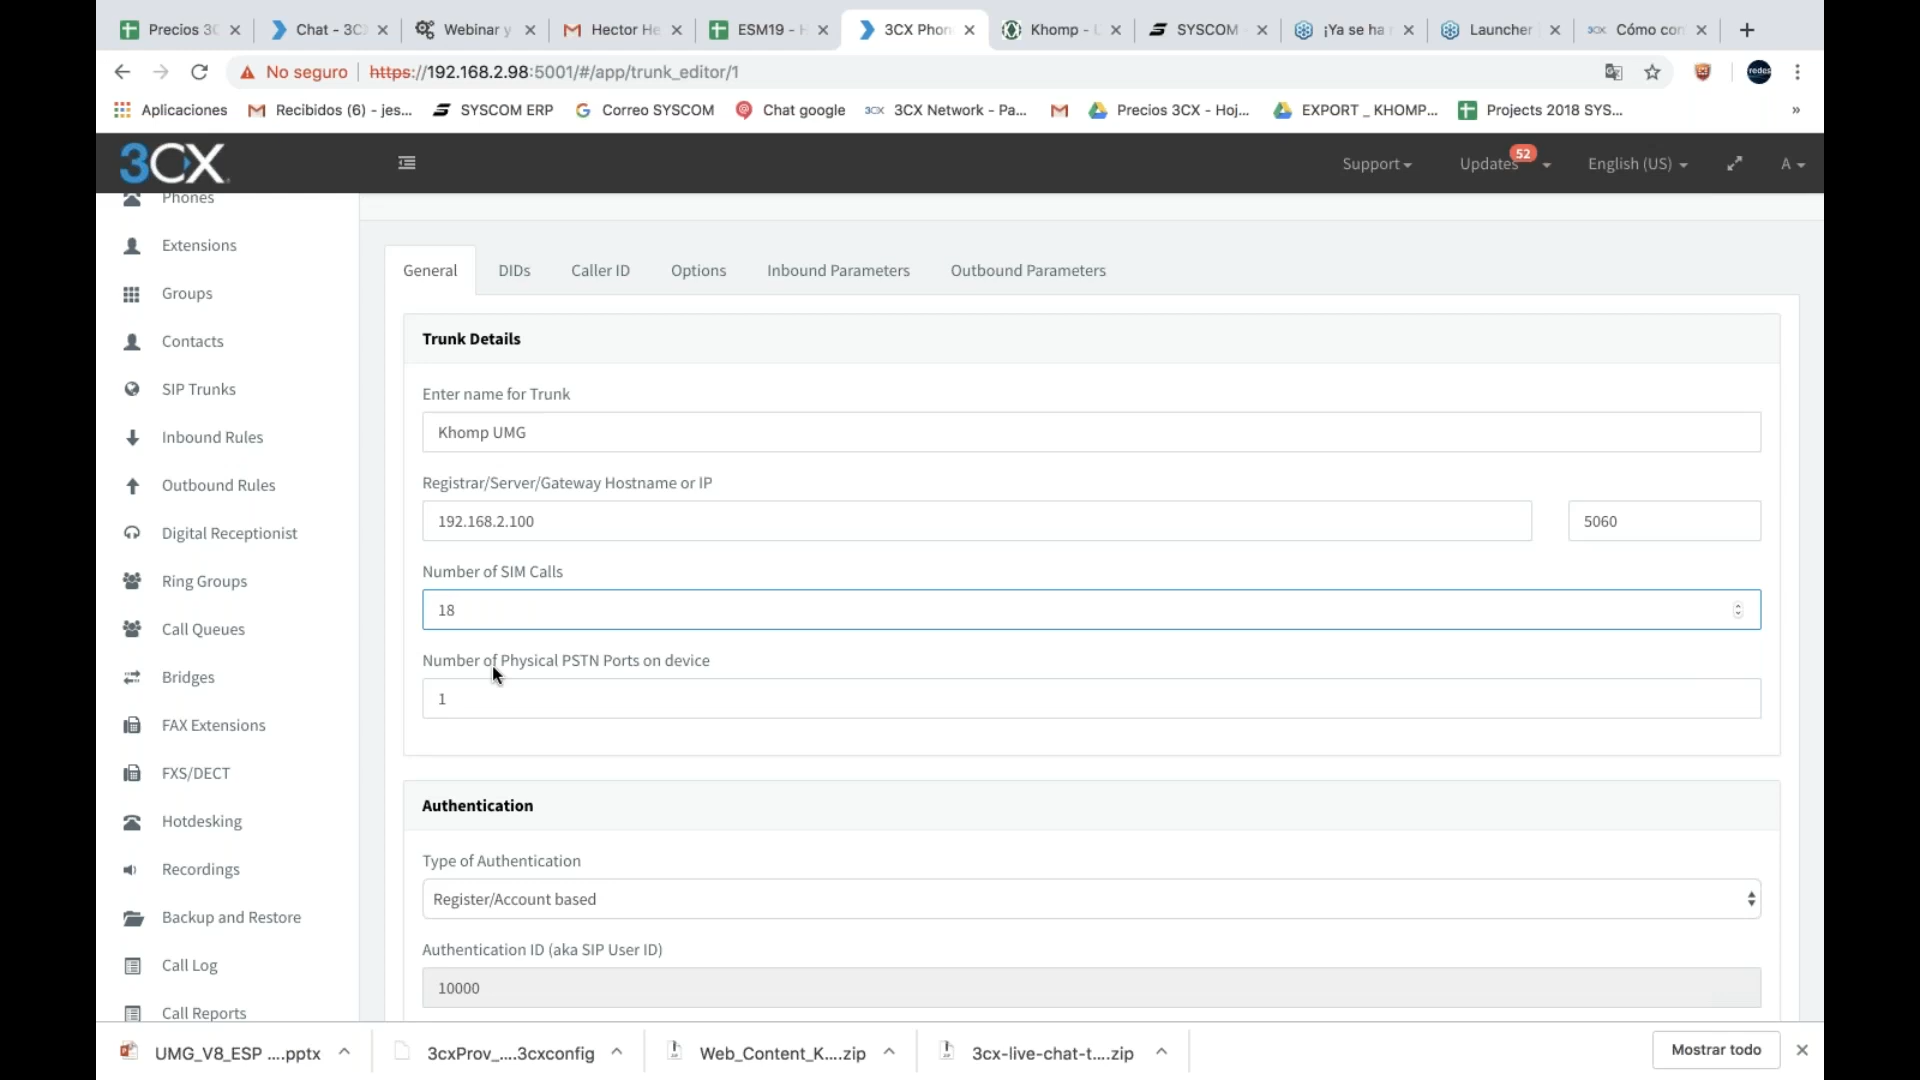 Precios 3C
Chat - 3C
Webinar y
Hector He
ESM19 - H
3CX Phon
Khomp - L
SYSCOM
¡Ya se ha
Launcher
Cómo con
No seguro
https://192.168.2.98:5001/#/app/trunk_editor/1
redes
Aplicaciones
Recibidos (6) - jes...
SYSCOM ERP
Correo SYSCOM
Chat google
3CX
3CX Network - Pa...
Precios 3CX - Hoj...
EXPORT _ KHOMP...
Projects 2018 SYS...
»
3CX
Support
Updates
52
English (US)
A
Phones
Extensions
Groups
Contacts
SIP Trunks
Inbound Rules
Outbound Rules
Digital Receptionist
Ring Groups
Call Queues
Bridges
FAX Extensions
FXS/DECT
Hotdesking
Recordings
Backup and Restore
Call Log
Call Reports
General
DIDs
Caller ID
Options
Inbound Parameters
Outbound Parameters
Trunk Details
Enter name for Trunk
Khomp UMG
Registrar/Server/Gateway Hostname or IP
192.168.2.100
5060
Number of SIM Calls
18
Number of Physical PSTN Ports on device
1
Authentication
Type of Authentication
Register/Account based
Authentication ID (aka SIP User ID)
10000
UMG_V8_ESP ....pptx
3cxProv_....3cxconfig
Web_Content_K....zip
3cx-live-chat-t....zip
Mostrar todo